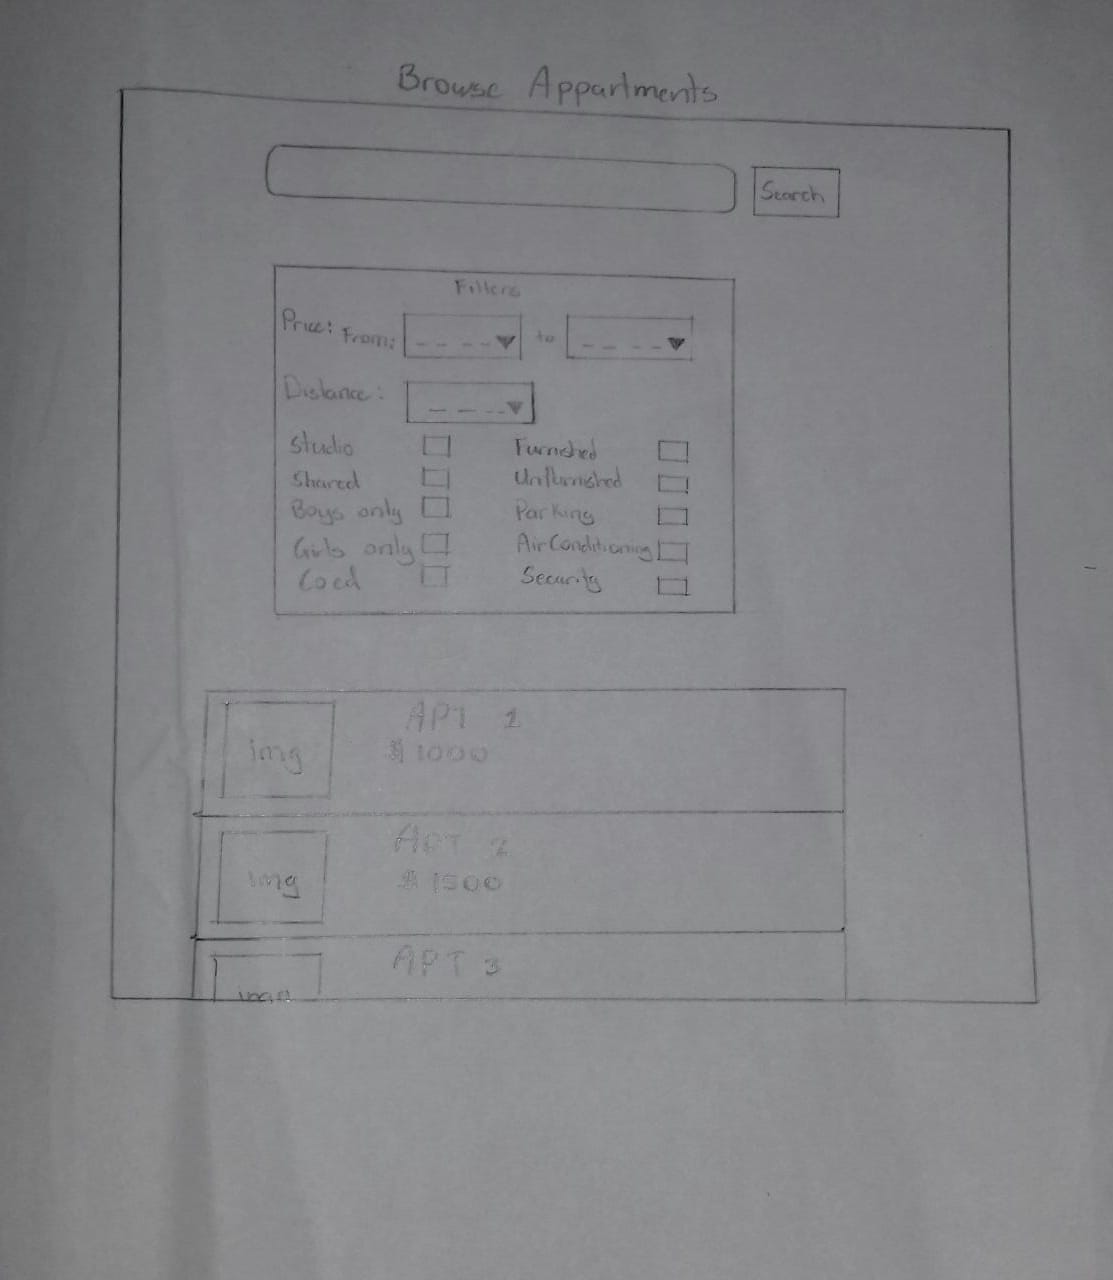 Browse Appartments
Search
Filters
Price: From: _ _ _ _ to _ _ _ _
Distance: _ _ _ _
Studio
Furnished
Shared
Unfurnished
Boys only
Parking
Girls only
Air Conditioning
Coed
Security
img
APT 1
$ 1000
img
APT 2
$ 1500
APT 3